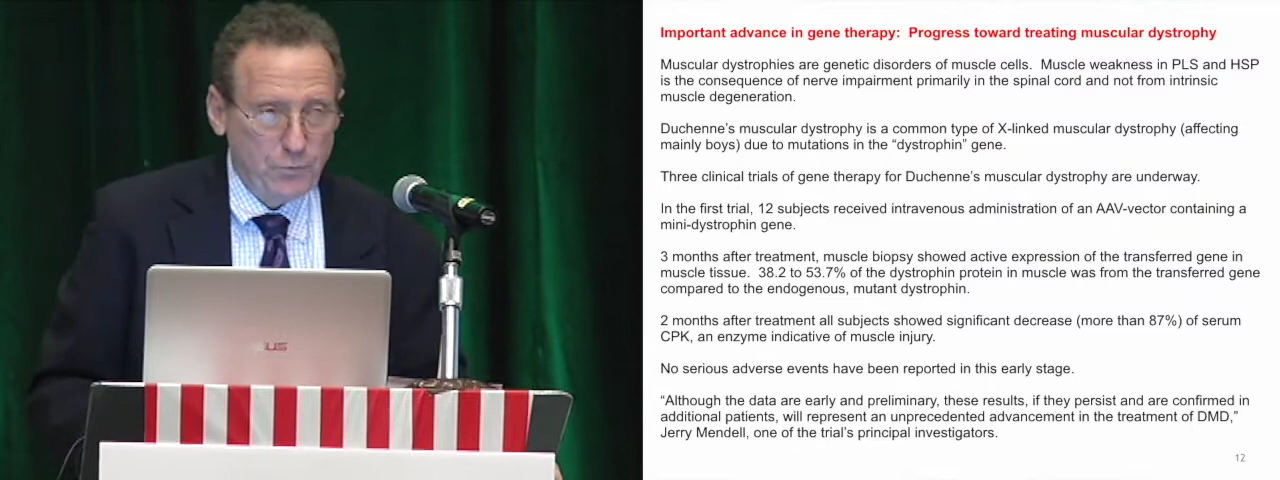 Important advance in gene therapy:  Progress toward treating muscular dystrophy
Muscular dystrophies are genetic disorders of muscle cells.  Muscle weakness in PLS and HSP
is the consequence of nerve impairment primarily in the spinal cord and not from intrinsic
muscle degeneration.
Duchenne’s muscular dystrophy is a common type of X-linked muscular dystrophy (affecting
mainly boys) due to mutations in the “dystrophin” gene.
Three clinical trials of gene therapy for Duchenne’s muscular dystrophy are underway.
In the first trial, 12 subjects received intravenous administration of an AAV-vector containing a
mini-dystrophin gene.
3 months after treatment, muscle biopsy showed active expression of the transferred gene in
muscle tissue.  38.2 to 53.7% of the dystrophin protein in muscle was from the transferred gene
compared to the endogenous, mutant dystrophin.
2 months after treatment all subjects showed significant decrease (more than 87%) of serum
CPK, an enzyme indicative of muscle injury.
No serious adverse events have been reported in this early stage.
“Although the data are early and preliminary, these results, if they persist and are confirmed in
additional patients, will represent an unprecedented advancement in the treatment of DMD,”
Jerry Mendell, one of the trial’s principal investigators.
12